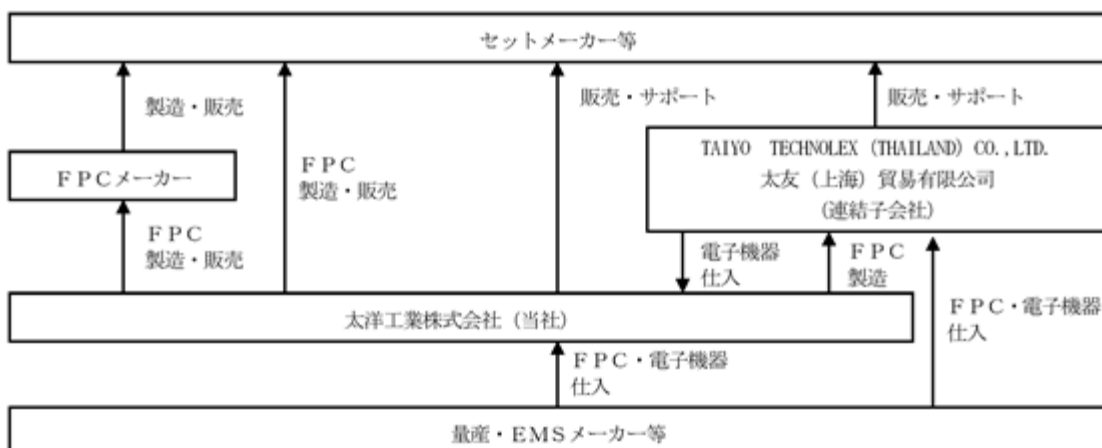 セットメーカー等
製造・販売
販売・サポート
販売・サポート
FPCメーカー
FPC
製造・販売
TAIYO TECHNOLEX (THAILAND) CO.,LTD.
太友(上海)貿易有限公司
(連結子会社)
FPC
製造・販売
電子機器
仕入
FPC
製造
太洋工業株式会社(当社)
FPC・電子機器
仕入
FPC・電子機器
仕入
量産・EMSメーカー等